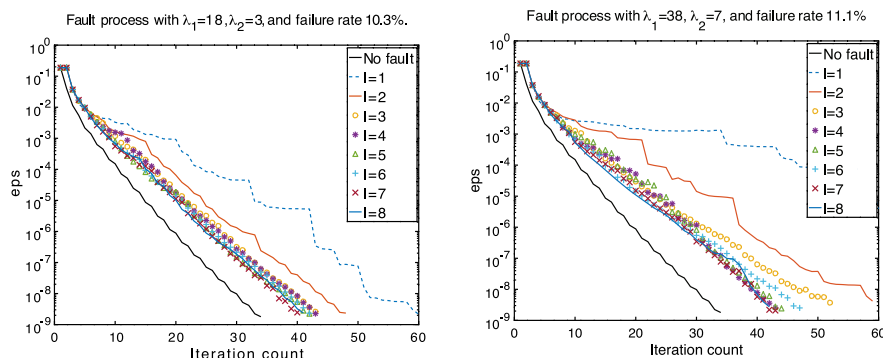 Fault process with λ1=18, λ2=3, and failure rate 10.3%.
10^0
10^-1
10^-2
10^-3
10^-4
10^-5
10^-6
10^-7
10^-8
10^-9
eps
0
10
20
30
40
50
60
Iteration count
No fault
l=1
l=2
l=3
l=4
l=5
l=6
l=7
l=8
Fault process with λ1=38, λ2=7, and failure rate 11.1%
10^0
10^-1
10^-2
10^-3
10^-4
10^-5
10^-6
10^-7
10^-8
10^-9
eps
0
10
20
30
40
50
60
Iteration count
No fault
l=1
l=2
l=3
l=4
l=5
l=6
l=7
l=8